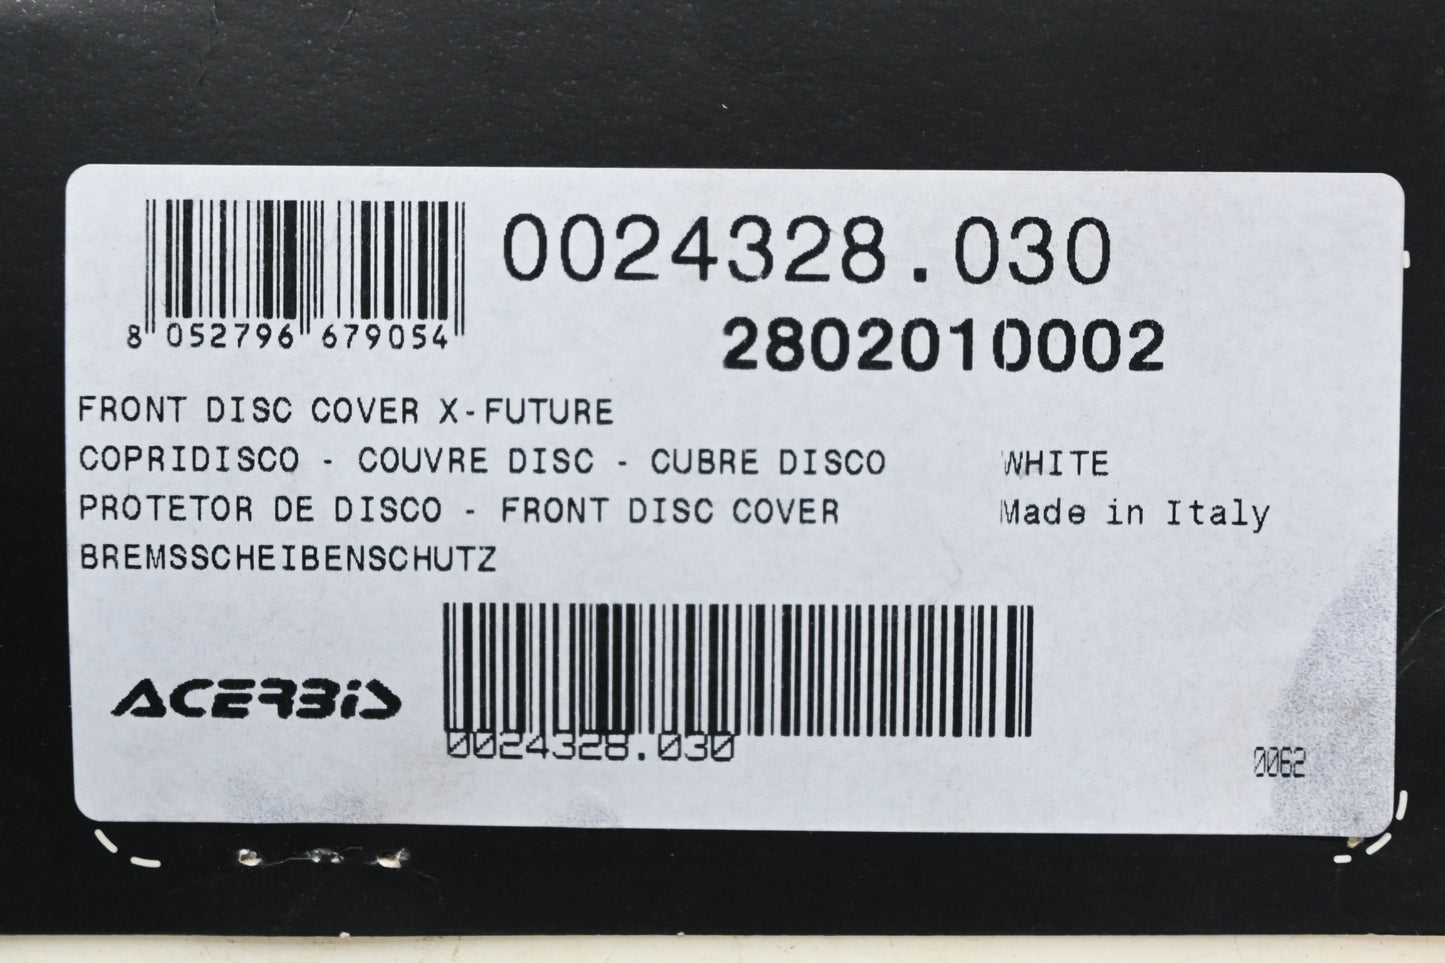 0024328.030
8 052796 679054
2802010002
FRONT DISC COVER X-FUTURE
COPRIDISCO - COUVRE DISC - CUBRE DISCO WHITE
PROTETOR DE DISCO - FRONT DISC COVER Made in Italy
BREMSSCHEIBENSCHUTZ
ACERBIS
0024328.030
0062